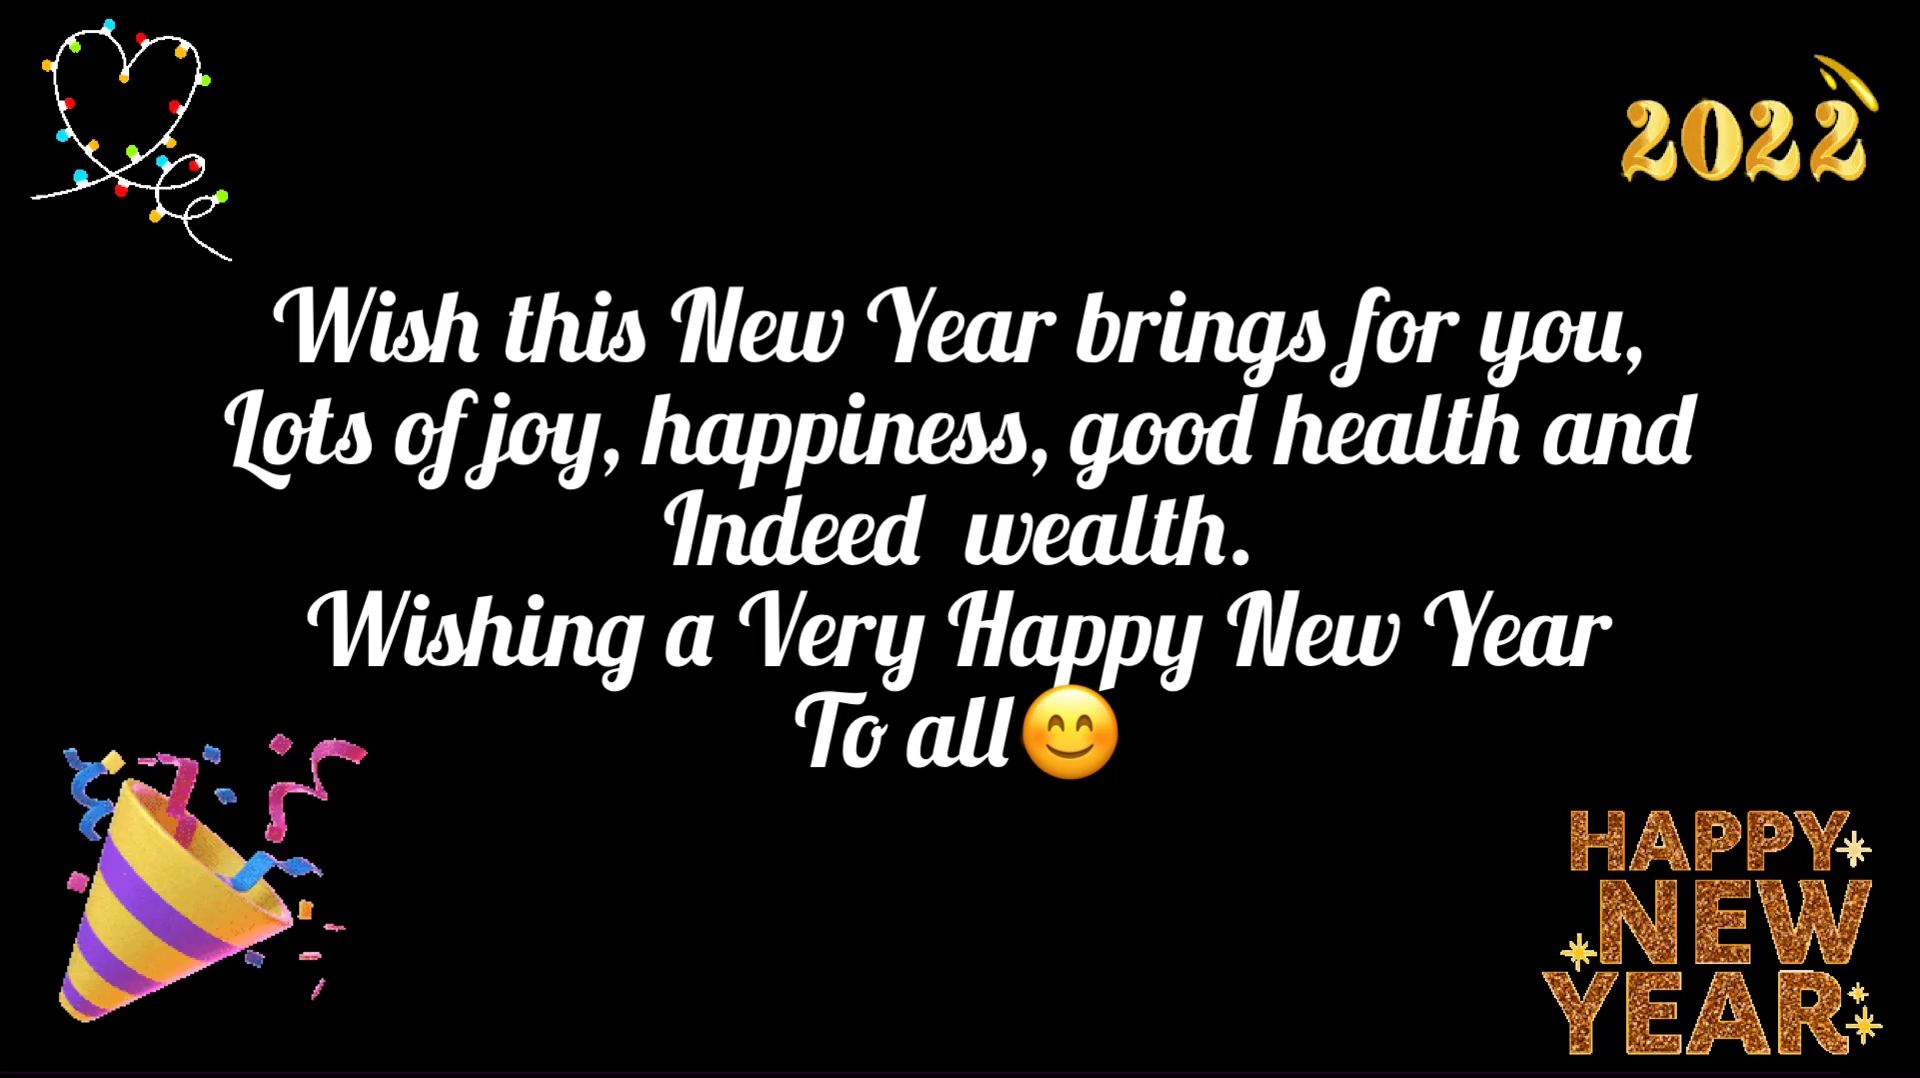 2022
Wish this New Year brings for you,
Lots of joy, happiness, good health and
Indeed  wealth.
Wishing a Very Happy New Year
To all😊
HAPPY
NEW
YEAR